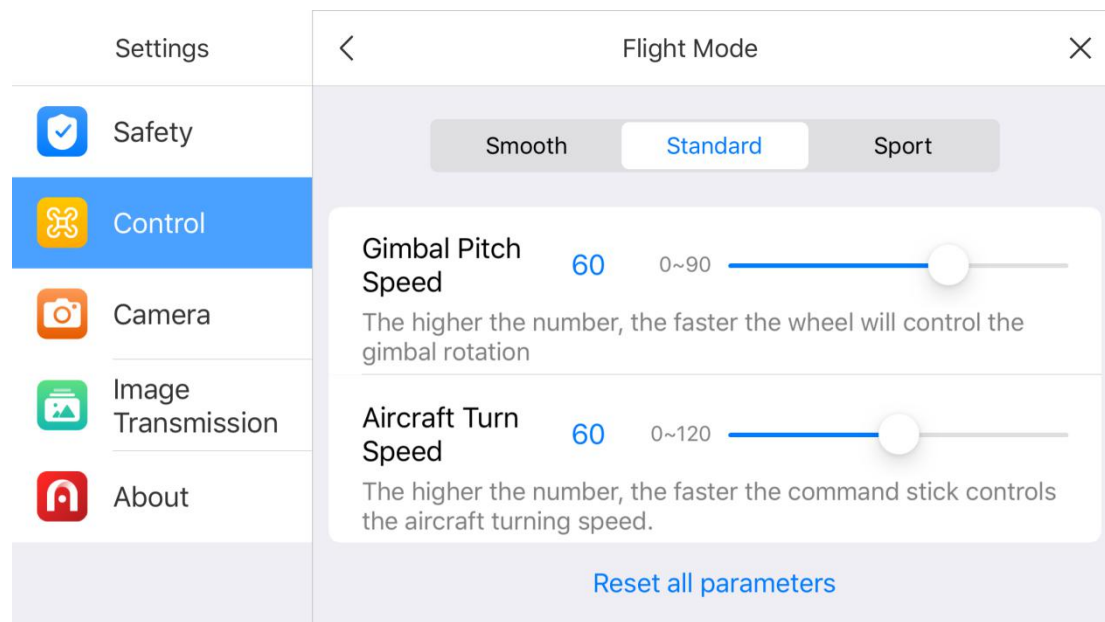 Settings
Flight Mode
Safety
Control
Camera
Image
Transmission
About
Smooth
Standard
Sport
Gimbal Pitch
Speed
60
0~90
The higher the number, the faster the wheel will control the
gimbal rotation
Aircraft Turn
Speed
60
0~120
The higher the number, the faster the command stick controls
the aircraft turning speed.
Reset all parameters